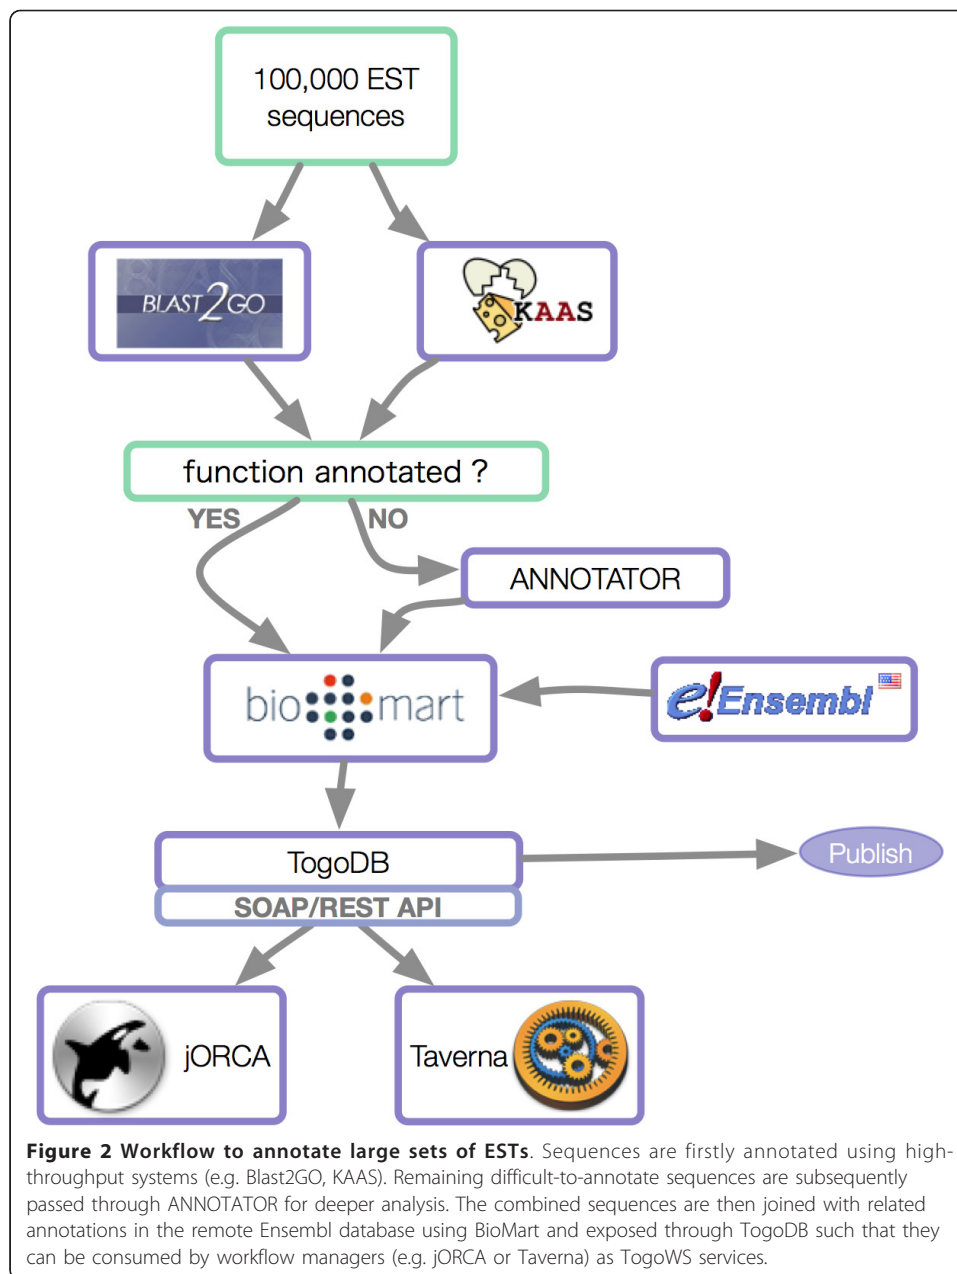 100,000 EST
sequences
BLAST2GO
KAAS
function annotated ?
YES
NO
ANNOTATOR
bio mart
e!Ensembl
TogoDB
Publish
SOAP/REST API
jORCA
Taverna
Figure 2 Workflow to annotate large sets of ESTs. Sequences are firstly annotated using high-
throughput systems (e.g. Blast2GO, KAAS). Remaining difficult-to-annotate sequences are subsequently
passed through ANNOTATOR for deeper analysis. The combined sequences are then joined with related
annotations in the remote Ensembl database using BioMart and exposed through TogoDB such that they
can be consumed by workflow managers (e.g. jORCA or Taverna) as TogoWS services.